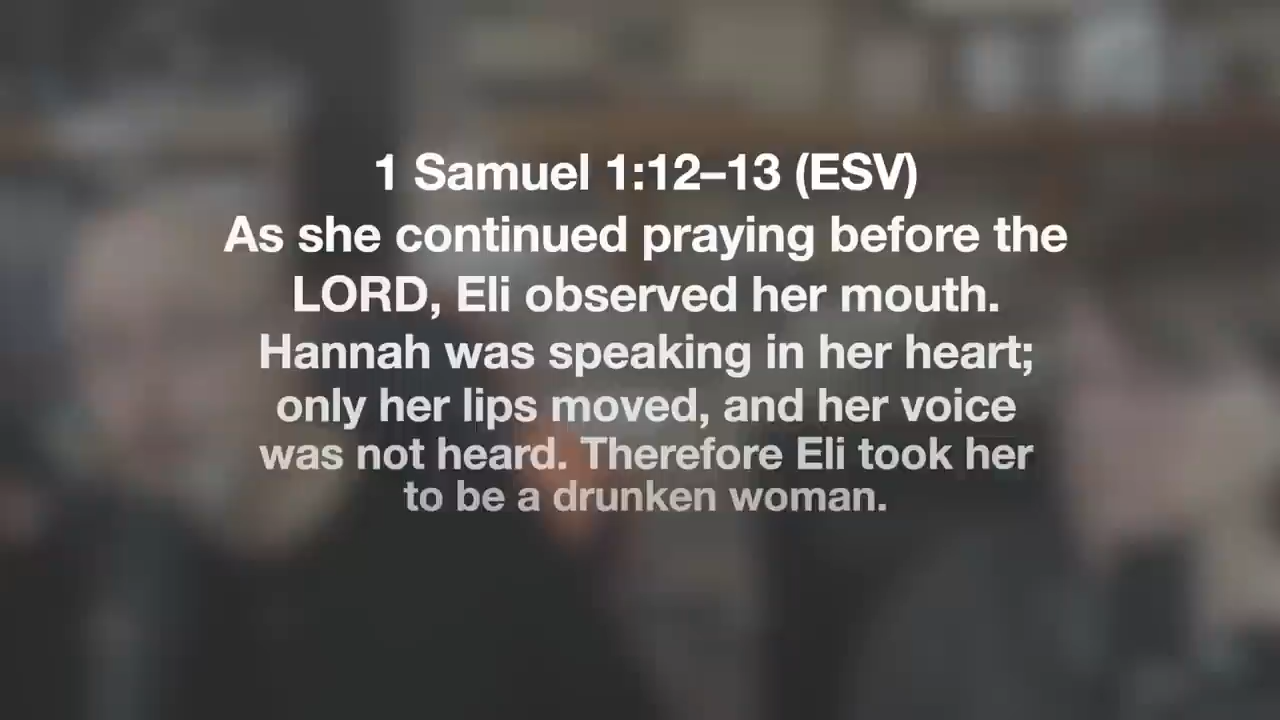 1 Samuel 1:12–13 (ESV)
As she continued praying before the
LORD, Eli observed her mouth.
Hannah was speaking in her heart;
only her lips moved, and her voice
was not heard. Therefore Eli took her
to be a drunken woman.